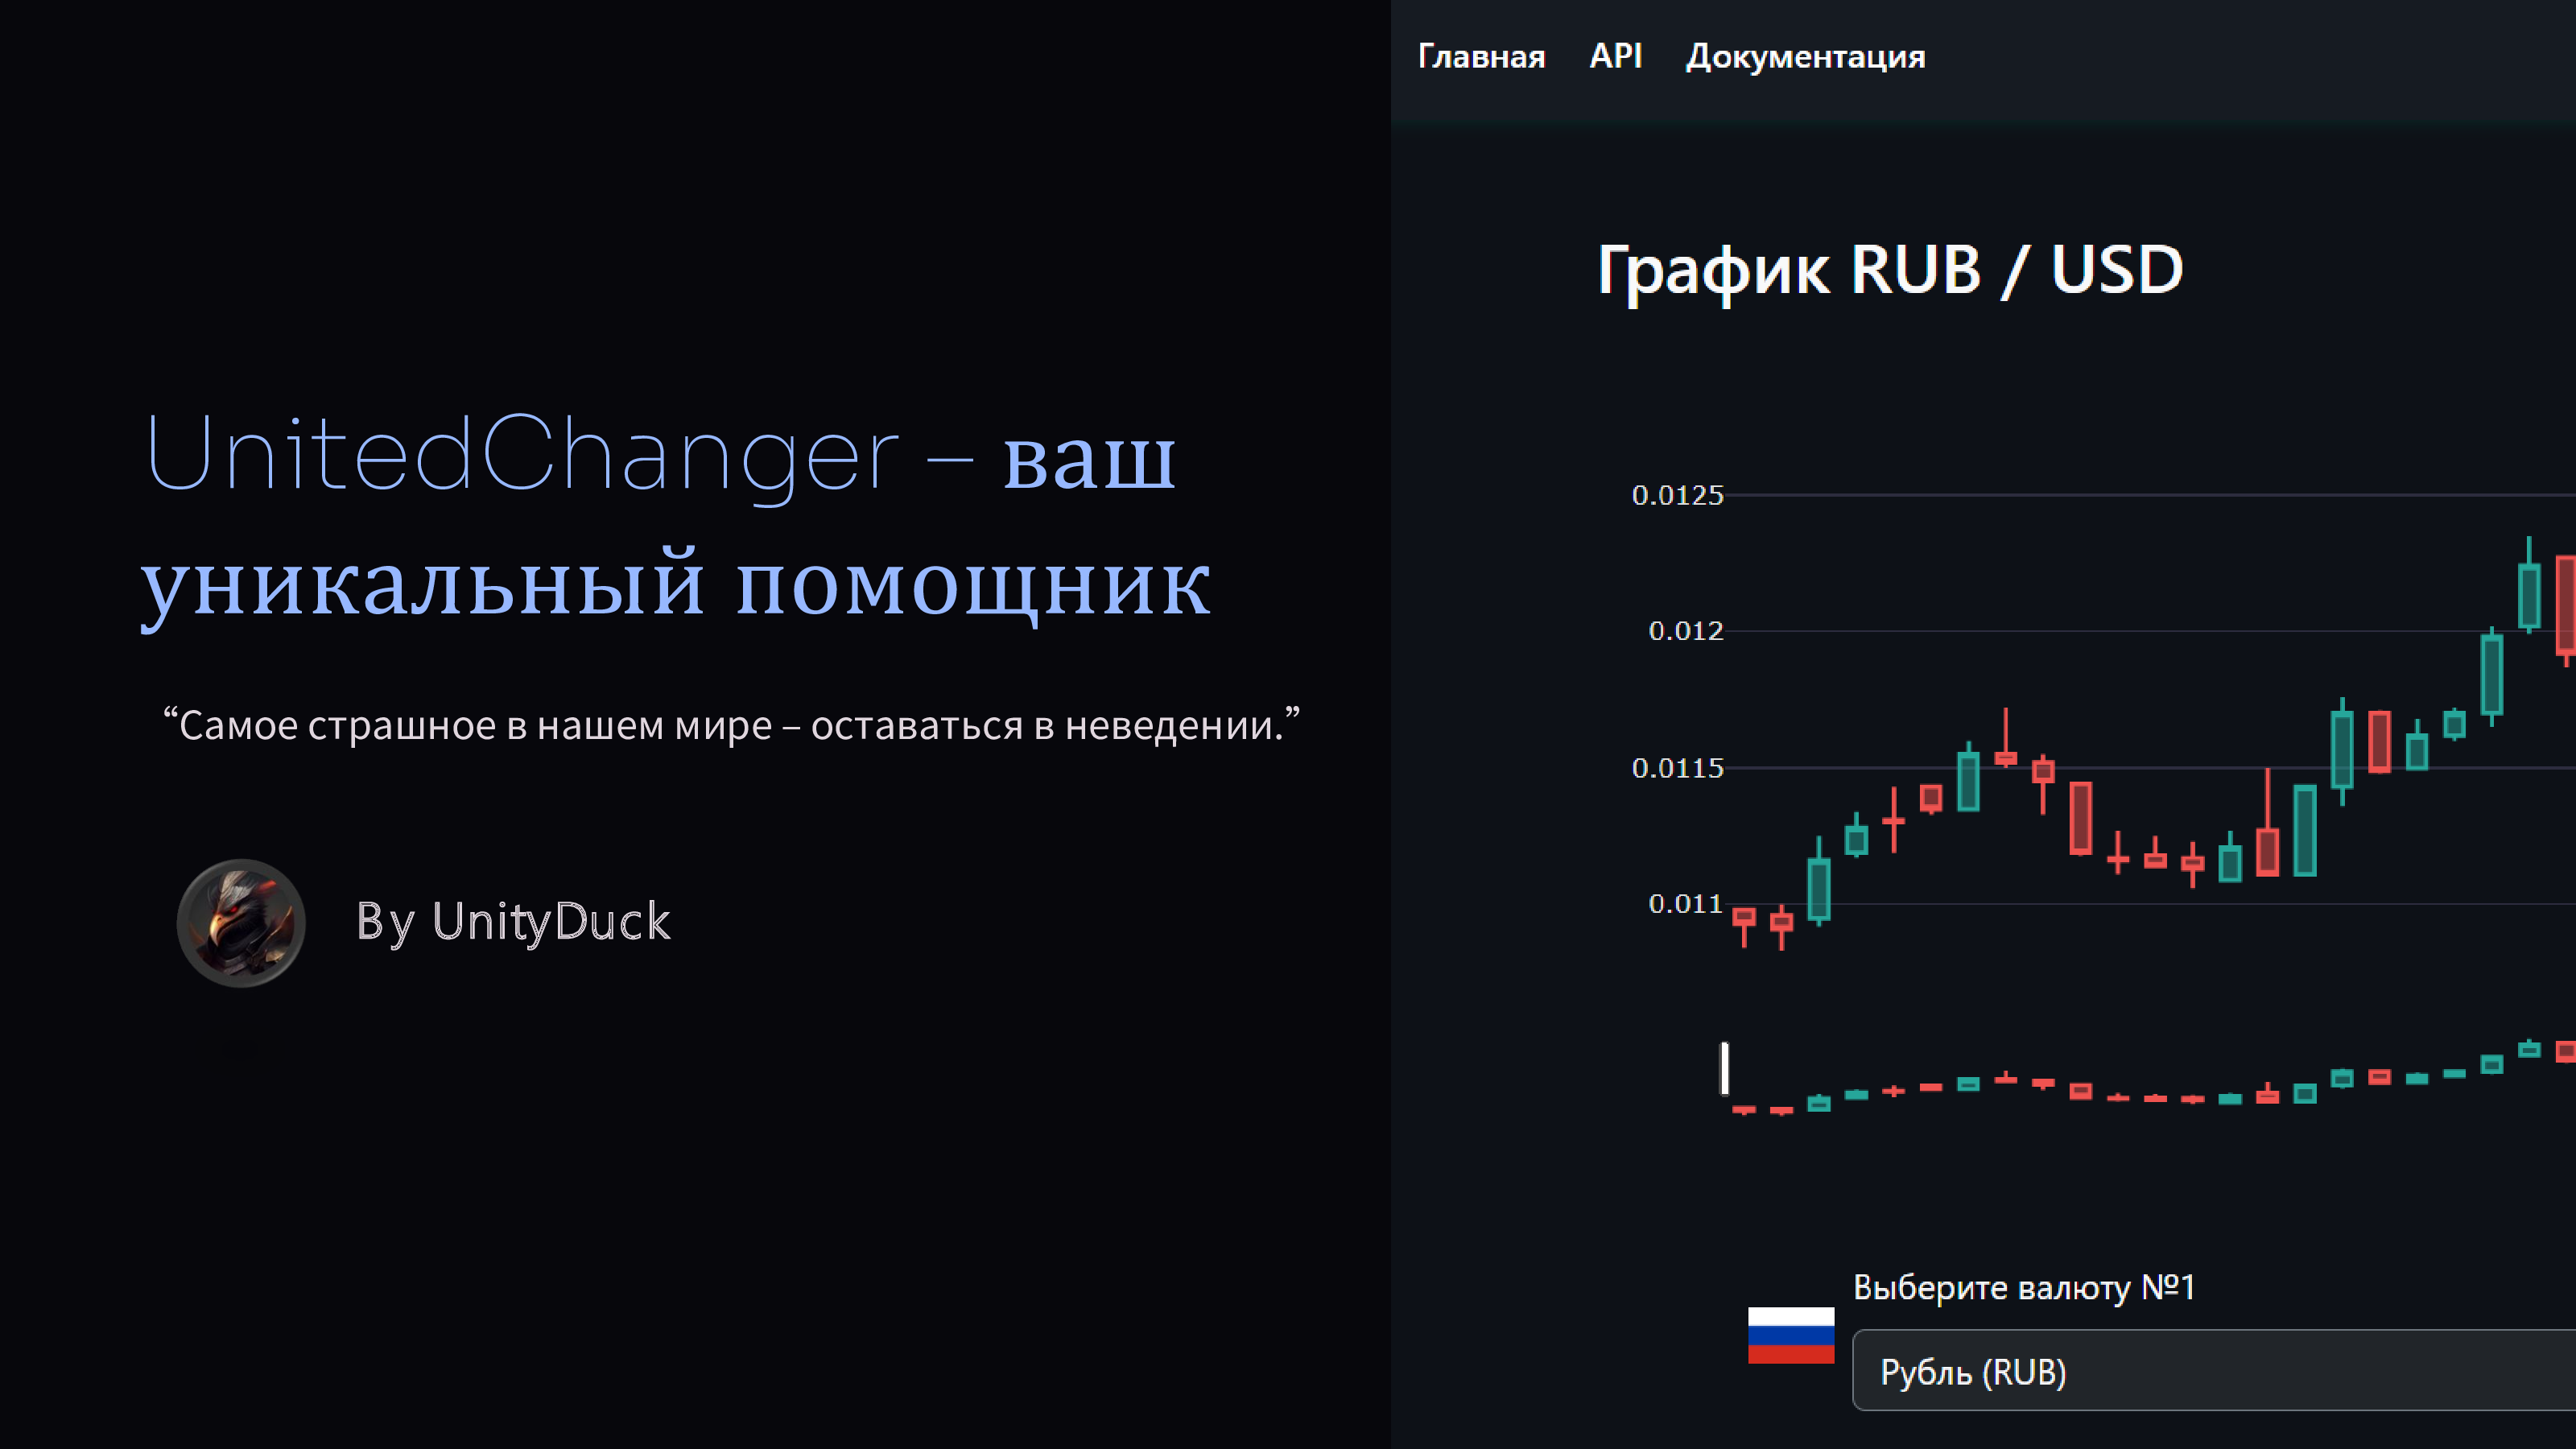 UnitedChanger – ваш
уникальный помощник
“Самое страшное в нашем мире – оставаться в неведении.”
By UnityDuck
Главная API Документация
График RUB / USD
0.0125
0.012
0.0115
0.011
Выберите валюту №1
Рубль (RUB)